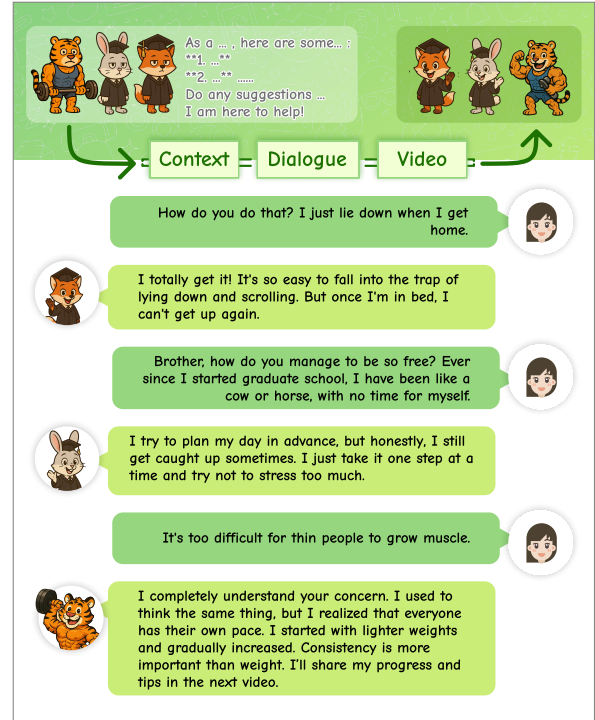 As a ... , here are some... :
**1. ...**
**2. ...** ......
Do any suggestions ...
I am here to help!
Context
Dialogue
Video
How do you do that? I just lie down when I get
home.
I totally get it! It's so easy to fall into the trap of
lying down and scrolling. But once I'm in bed, I
can't get up again.
Brother, how do you manage to be so free? Ever
since I started graduate school, I have been like a
cow or horse, with no time for myself.
I try to plan my day in advance, but honestly, I still
get caught up sometimes. I just take it one step at a
time and try not to stress too much.
It's too difficult for thin people to grow muscle.
I completely understand your concern. I used to
think the same thing, but I realized that everyone
has their own pace. I started with lighter weights
and gradually increased. Consistency is more
important than weight. I'll share my progress and
tips in the next video.